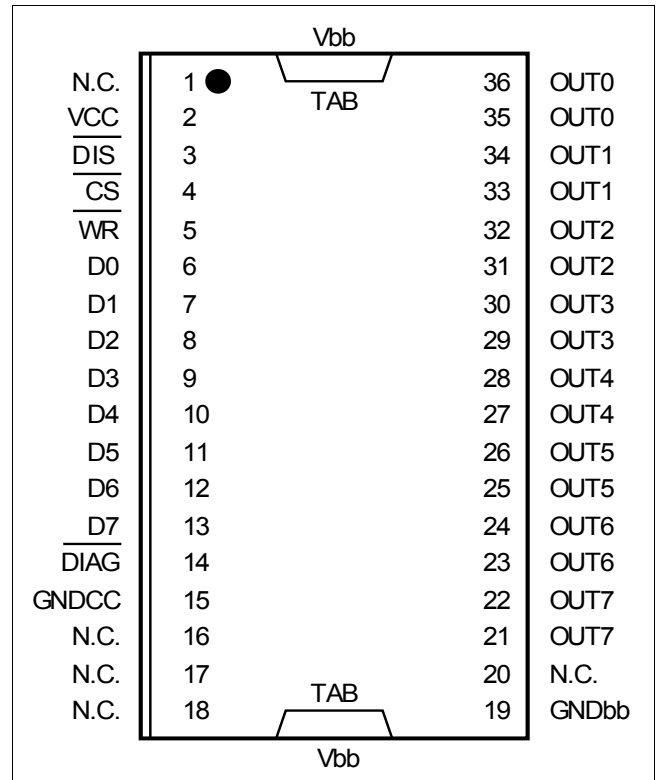 Vbb
N.C. 1 TAB 36 OUT0
VCC 2 35 OUT0
DIS 3 34 OUT1
CS 4 33 OUT1
WR 5 32 OUT2
D0 6 31 OUT2
D1 7 30 OUT3
D2 8 29 OUT3
D3 9 28 OUT4
D4 10 27 OUT4
D5 11 26 OUT5
D6 12 25 OUT5
D7 13 24 OUT6
DIAG 14 23 OUT6
GNDCC 15 22 OUT7
N.C. 16 21 OUT7
N.C. 17 20 N.C.
N.C. 18 TAB 19 GNDbb
Vbb